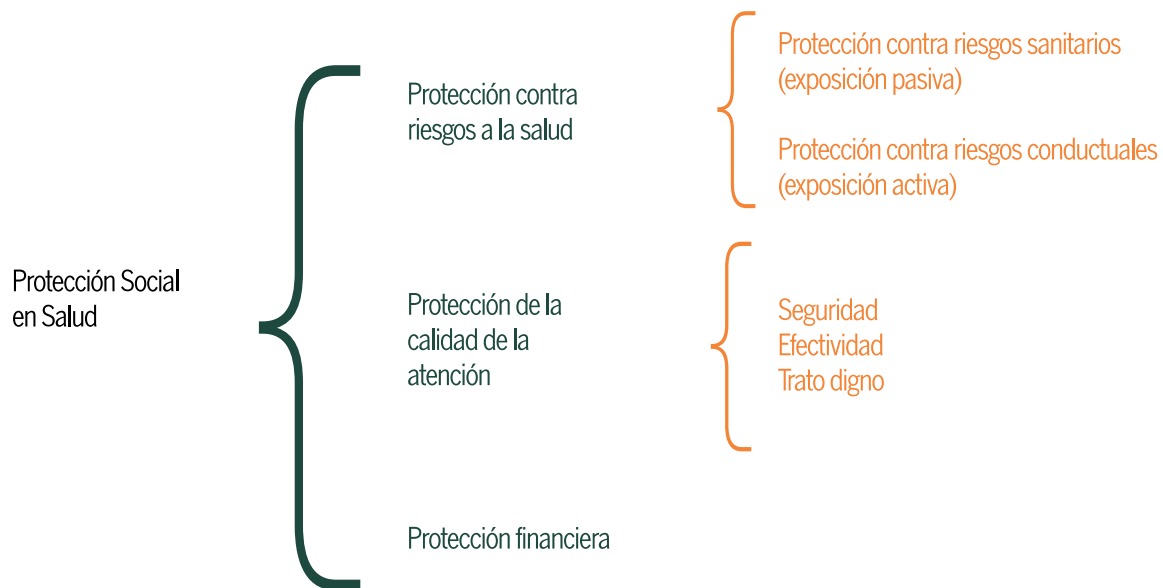 Protección Social
en Salud
Protección contra
riesgos a la salud
Protección contra riesgos sanitarios
(exposición pasiva)
Protección contra riesgos conductuales
(exposición activa)
Protección de la
calidad de la
atención
Seguridad
Efectividad
Trato digno
Protección financiera